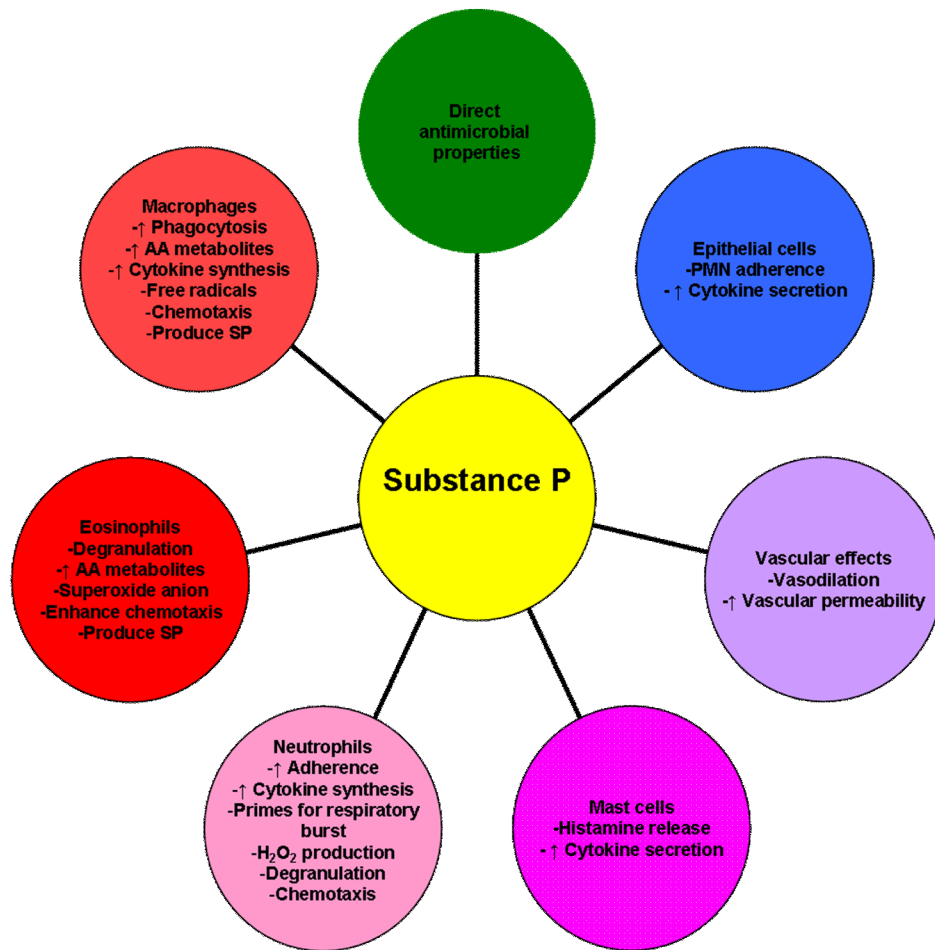 Direct
antimicrobial
properties
Macrophages
-↑ Phagocytosis
-↑ AA metabolites
-↑ Cytokine synthesis
-Free radicals
-Chemotaxis
-Produce SP
Epithelial cells
-PMN adherence
-↑ Cytokine secretion
Substance P
Eosinophils
-Degranulation
-↑ AA metabolites
-Superoxide anion
-Enhance chemotaxis
-Produce SP
Vascular effects
-Vasodilation
-↑ Vascular permeability
Neutrophils
-↑ Adherence
-↑ Cytokine synthesis
-Primes for respiratory
burst
-H₂O₂ production
-Degranulation
-Chemotaxis
Mast cells
-Histamine release
-↑ Cytokine secretion